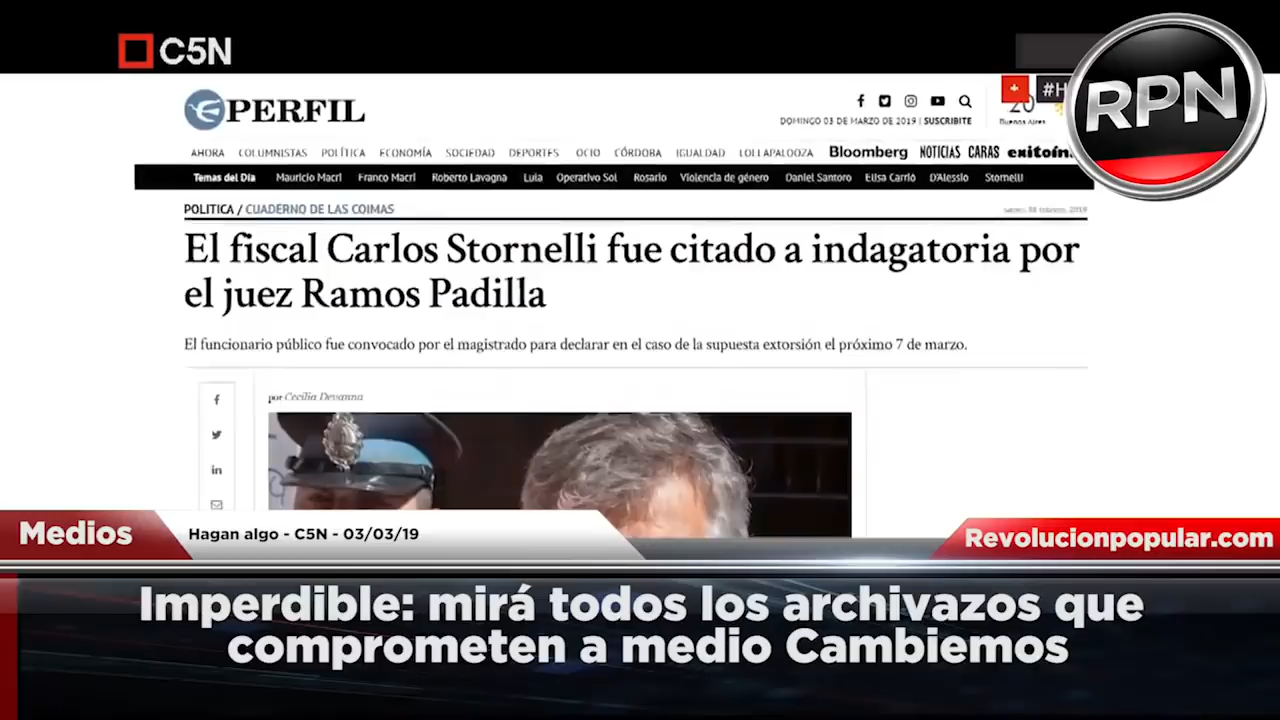 C5N
RPN
PERFIL
DOMINGO 03 DE MARZO DE 2019 | SUSCRIBITE
20
Buenos Aires
#H
AHORA COLUMNISTAS POLÍTICA ECONOMÍA SOCIEDAD DEPORTES OCIO CÓRDOBA IGUALDAD LOLLAPALOOZA Bloomberg NOTICIAS CARAS exitoín
Temas del Día Mauricio Macri Franco Macri Roberto Lavagna Lula Operativo Sol Rosario Violencia de género Daniel Santoro Elisa Carrió D'Alessio Stornelli
POLITICA / CUADERNO DE LAS COIMAS
El fiscal Carlos Stornelli fue citado a indagatoria por
el juez Ramos Padilla
El funcionario público fue convocado por el magistrado para declarar en el caso de la supuesta extorsión el próximo 7 de marzo.
por Cecilia Devanna
Medios
Hagan algo - C5N - 03/03/19
Revolucionpopular.com
Imperdible: mirá todos los archivazos que
comprometen a medio Cambiemos